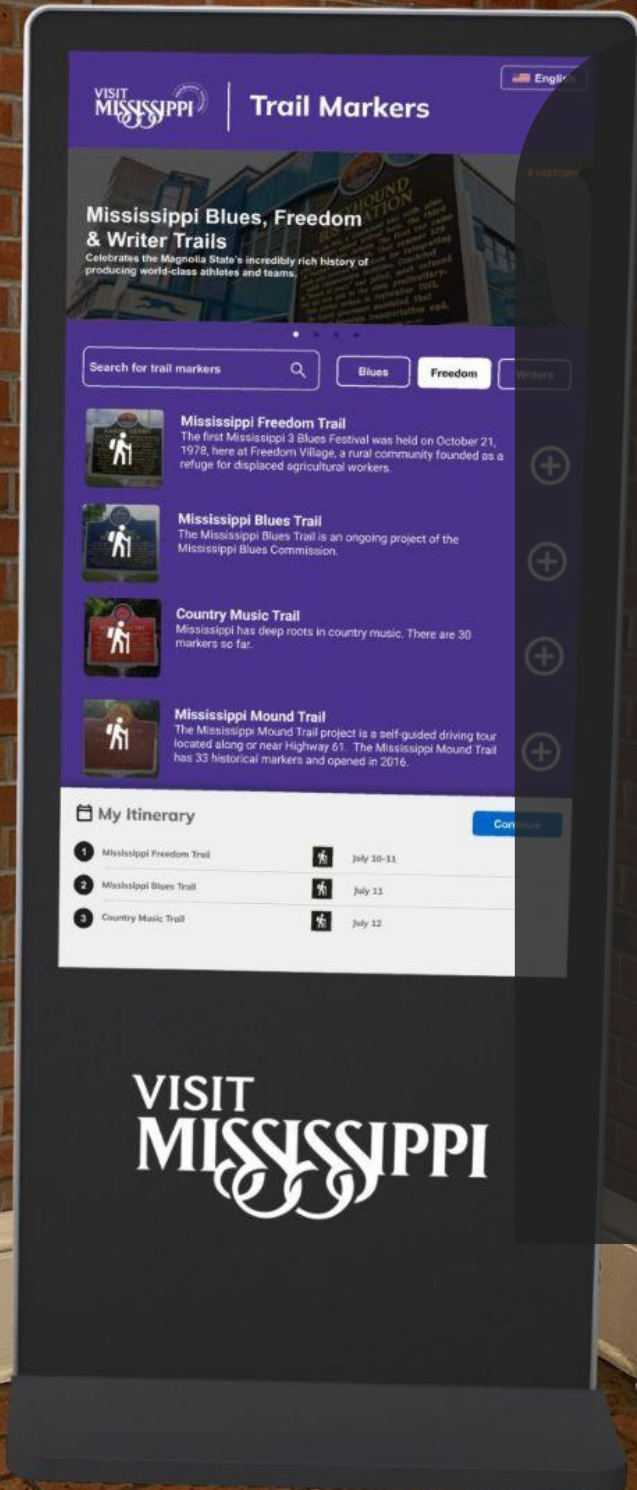 VISIT
MISSISSIPPI
Trail Markers
English
# HISTORY
GREYHOUND
BUS STATION
Mississippi Blues, Freedom
& Writer Trails
Celebrates the Magnolia State's incredibly rich history of
producing world-class athletes and teams.
Search for trail markers
Blues
Freedom
Writers
Mississippi Freedom Trail
The first Mississippi 3 Blues Festival was held on October 21,
1978, here at Freedom Village, a rural community founded as a
refuge for displaced agricultural workers.
Mississippi Blues Trail
The Mississippi Blues Trail is an ongoing project of the
Mississippi Blues Commission.
Country Music Trail
Mississippi has deep roots in country music. There are 30
markers so far.
Mississippi Mound Trail
The Mississippi Mound Trail project is a self-guided driving tour
located along or near Highway 61. The Mississippi Mound Trail
has 33 historical markers and opened in 2016.
My Itinerary
Continue
1 Mississippi Freedom Trail July 10-11
2 Mississippi Blues Trail July 11
3 Country Music Trail July 12
VISIT
MISSISSIPPI